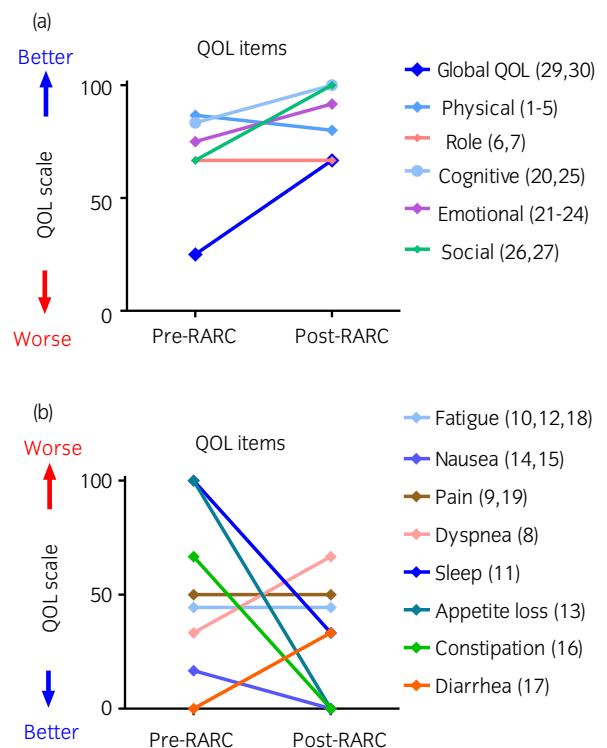 (a)
QOL items
Better
100
QOL scale
50
0
Worse
Pre-RARC
Post-RARC
Global QOL (29,30)
Physical (1-5)
Role (6,7)
Cognitive (20,25)
Emotional (21-24)
Social (26,27)
(b)
QOL items
Worse
100
QOL scale
50
0
Better
Pre-RARC
Post-RARC
Fatigue (10,12,18)
Nausea (14,15)
Pain (9,19)
Dyspnea (8)
Sleep (11)
Appetite loss (13)
Constipation (16)
Diarrhea (17)